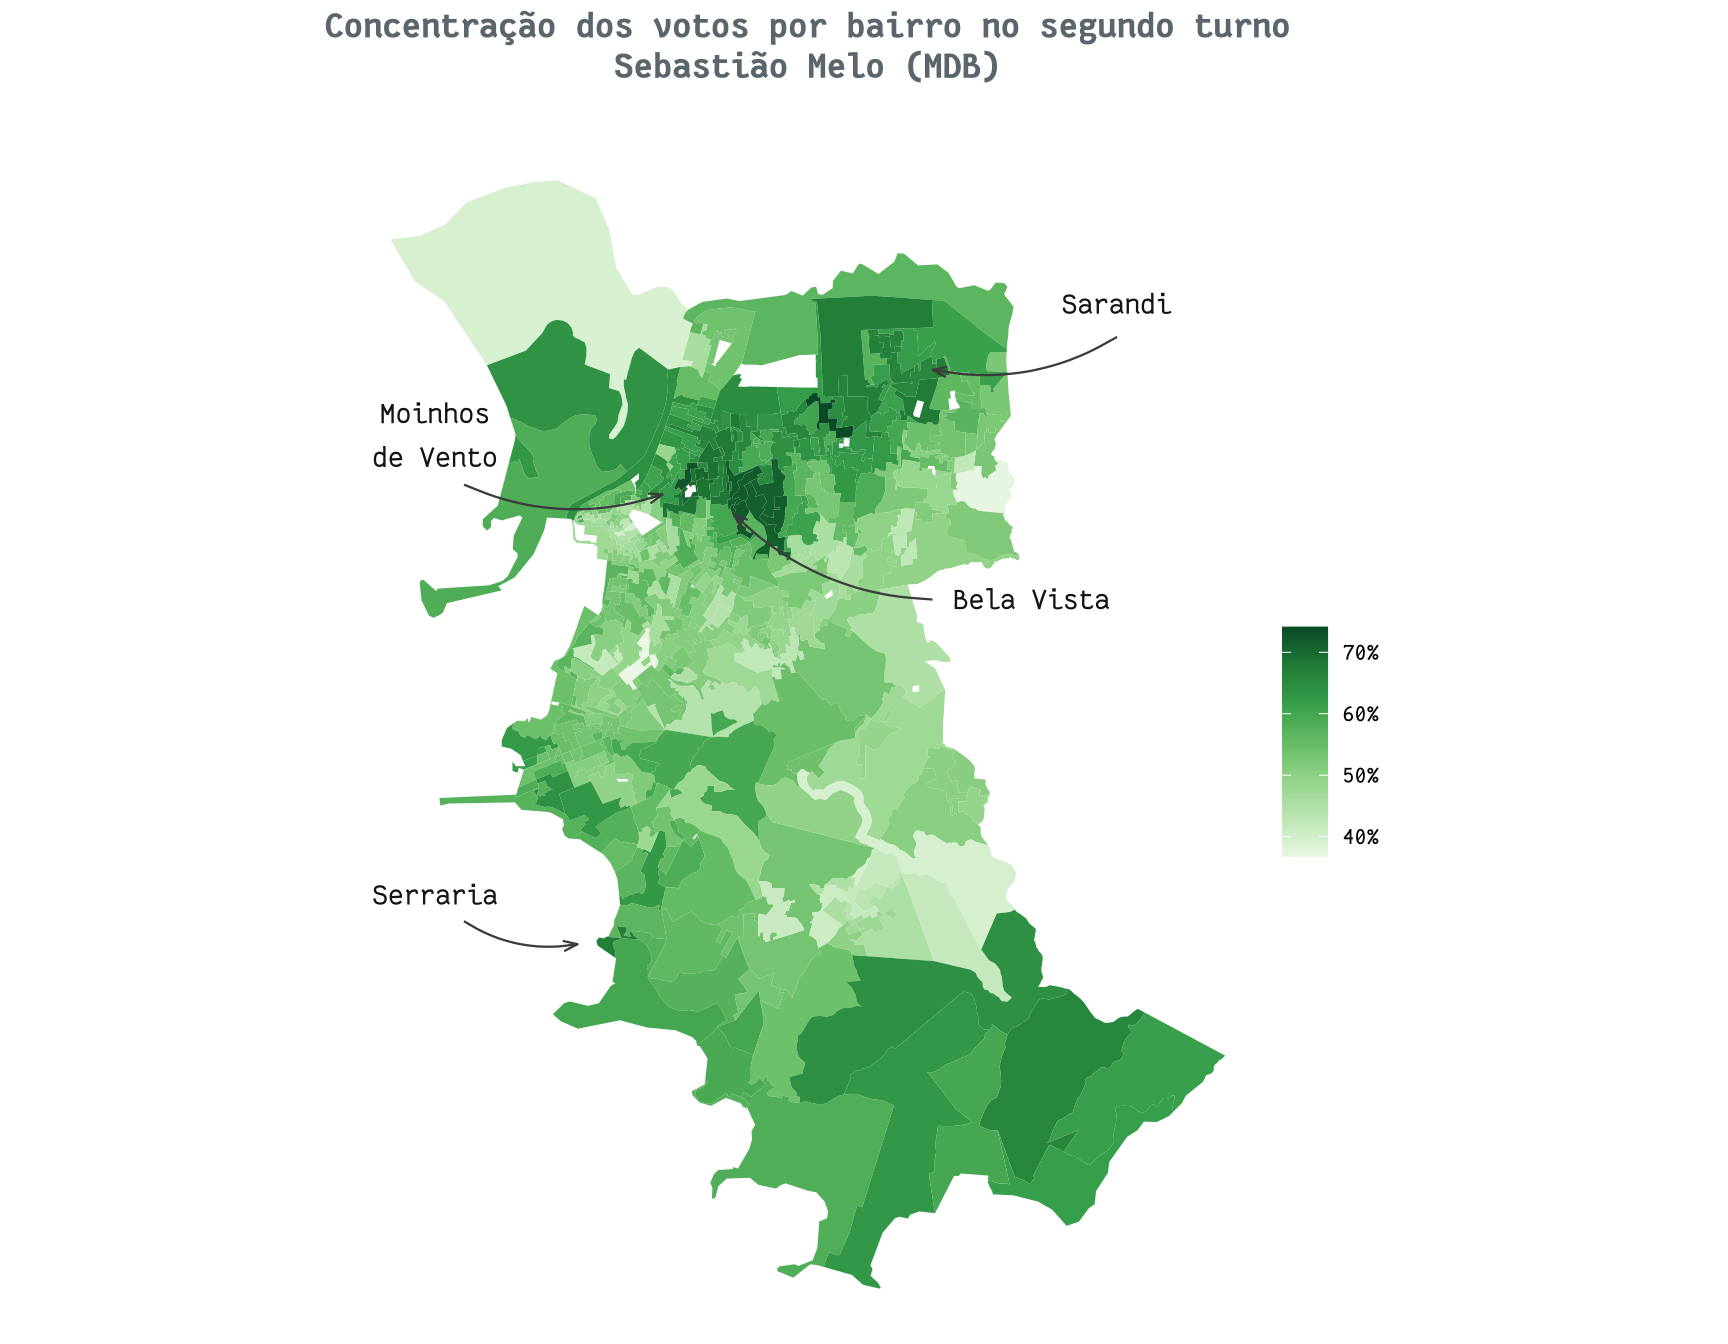 Concentração dos votos por bairro no segundo turno
Sebastião Melo (MDB)
Sarandi
Moinhos
de Vento
Bela Vista
70%
60%
50%
40%
Serraria